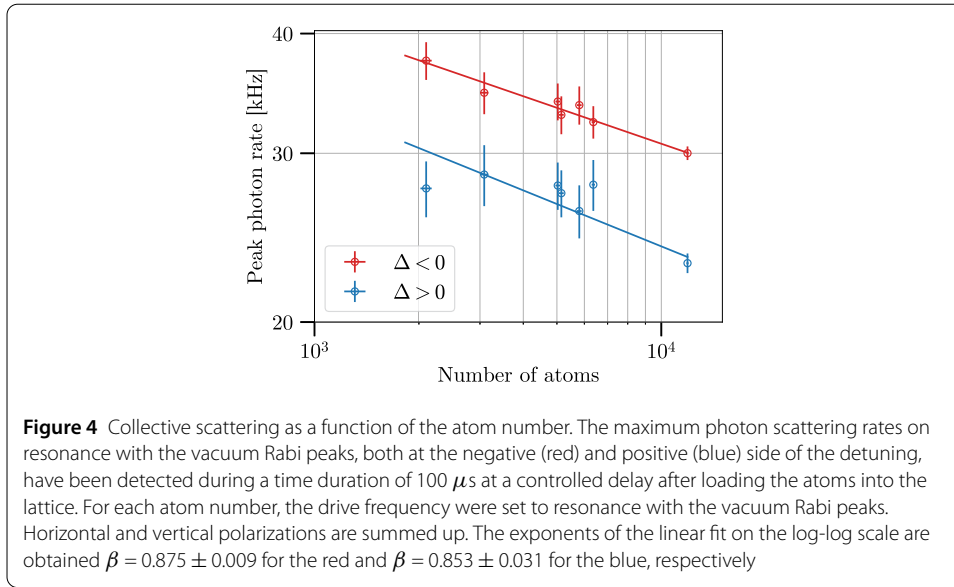 40
30
20
Peak photon rate [kHz]
Δ < 0
Δ > 0
10³
10⁴
Number of atoms
Figure 4 Collective scattering as a function of the atom number. The maximum photon scattering rates on
resonance with the vacuum Rabi peaks, both at the negative (red) and positive (blue) side of the detuning,
have been detected during a time duration of 100 μs at a controlled delay after loading the atoms into the
lattice. For each atom number, the drive frequency were set to resonance with the vacuum Rabi peaks.
Horizontal and vertical polarizations are summed up. The exponents of the linear fit on the log-log scale are
obtained β = 0.875 ± 0.009 for the red and β = 0.853 ± 0.031 for the blue, respectively